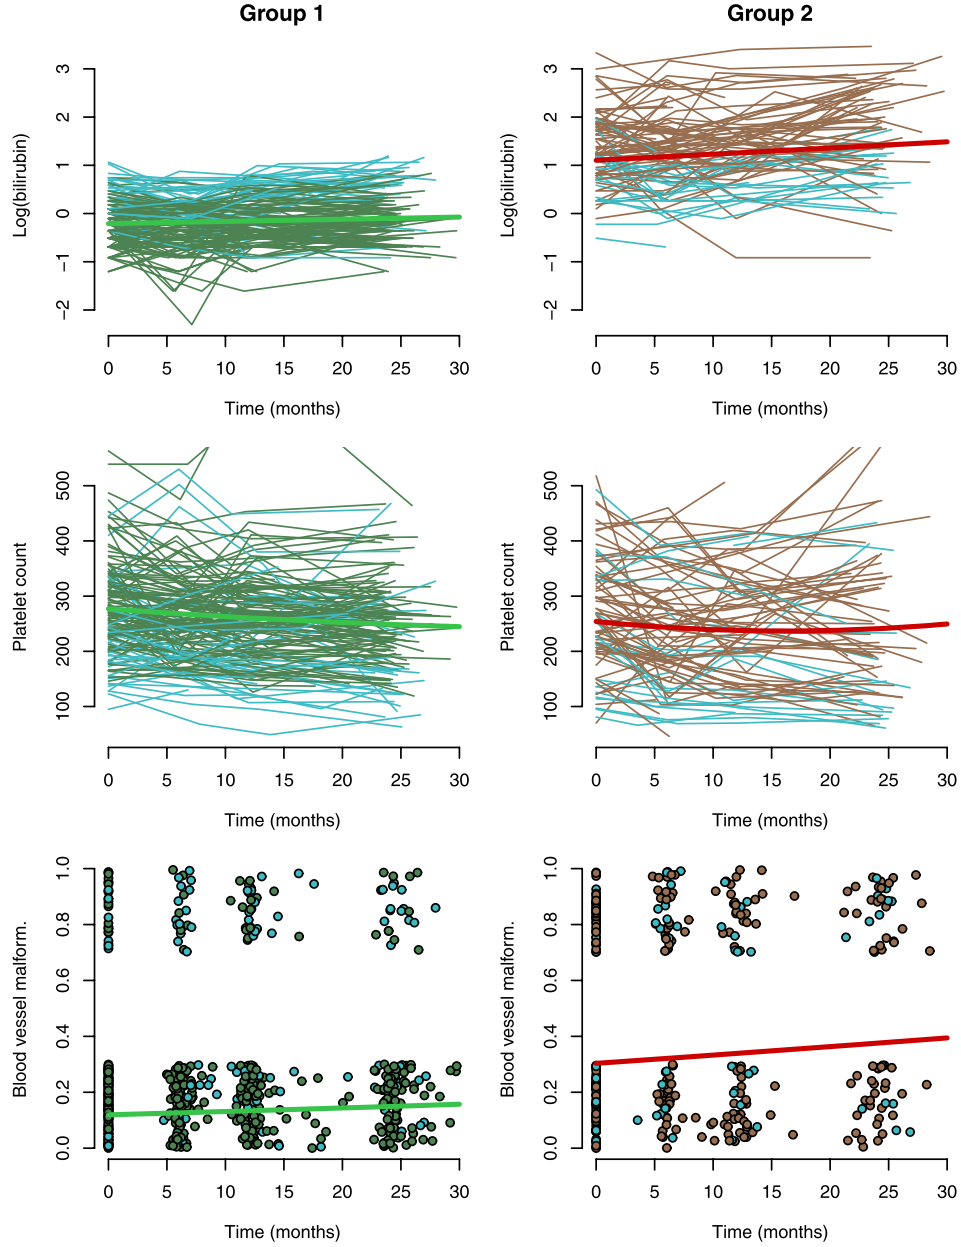 Group 1
Group 2
Log(bilirubin)
3
2
1
0
−1
−2
0 5 10 15 20 25 30
Time (months)
Log(bilirubin)
3
2
1
0
−1
−2
0 5 10 15 20 25 30
Time (months)
Platelet count
500
400
300
200
100
0 5 10 15 20 25 30
Time (months)
Platelet count
500
400
300
200
100
0 5 10 15 20 25 30
Time (months)
Blood vessel malform.
1.0
0.8
0.6
0.4
0.2
0.0
0 5 10 15 20 25 30
Time (months)
Blood vessel malform.
1.0
0.8
0.6
0.4
0.2
0.0
0 5 10 15 20 25 30
Time (months)